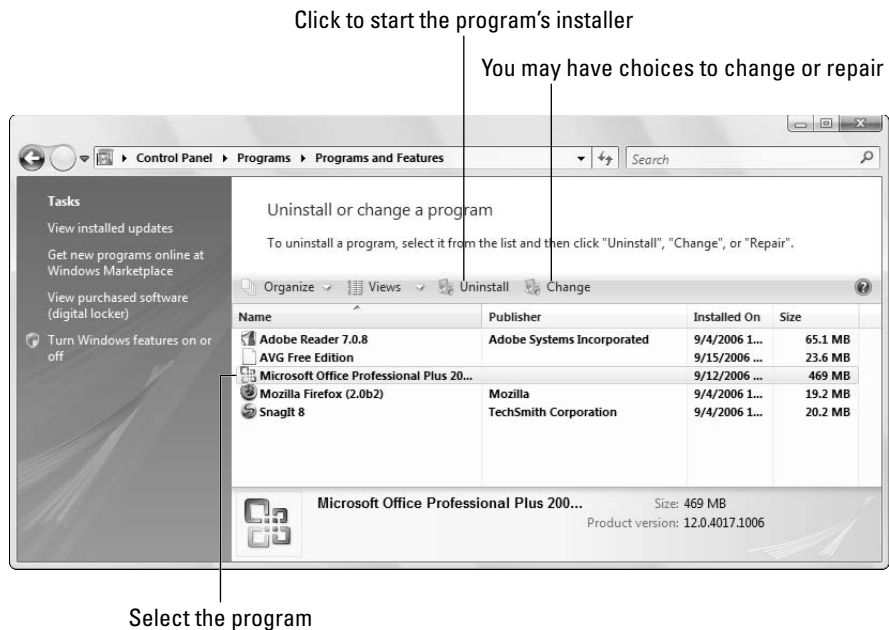 Click to start the program's installer
You may have choices to change or repair
Control Panel ▸ Programs ▸ Programs and Features
Search
Tasks
View installed updates
Get new programs online at
Windows Marketplace
View purchased software
(digital locker)
Turn Windows features on or
off
Uninstall or change a program
To uninstall a program, select it from the list and then click "Uninstall", "Change", or "Repair".
Organize Views Uninstall Change
Name Publisher Installed On Size
Adobe Reader 7.0.8 Adobe Systems Incorporated 9/4/2006 1... 65.1 MB
AVG Free Edition 9/15/2006 ... 23.6 MB
Microsoft Office Professional Plus 20... 9/12/2006 ... 469 MB
Mozilla Firefox (2.0b2) Mozilla 9/4/2006 1... 19.2 MB
SnagIt 8 TechSmith Corporation 9/4/2006 1... 20.2 MB
Microsoft Office Professional Plus 200... Size: 469 MB
Product version: 12.0.4017.1006
Select the program